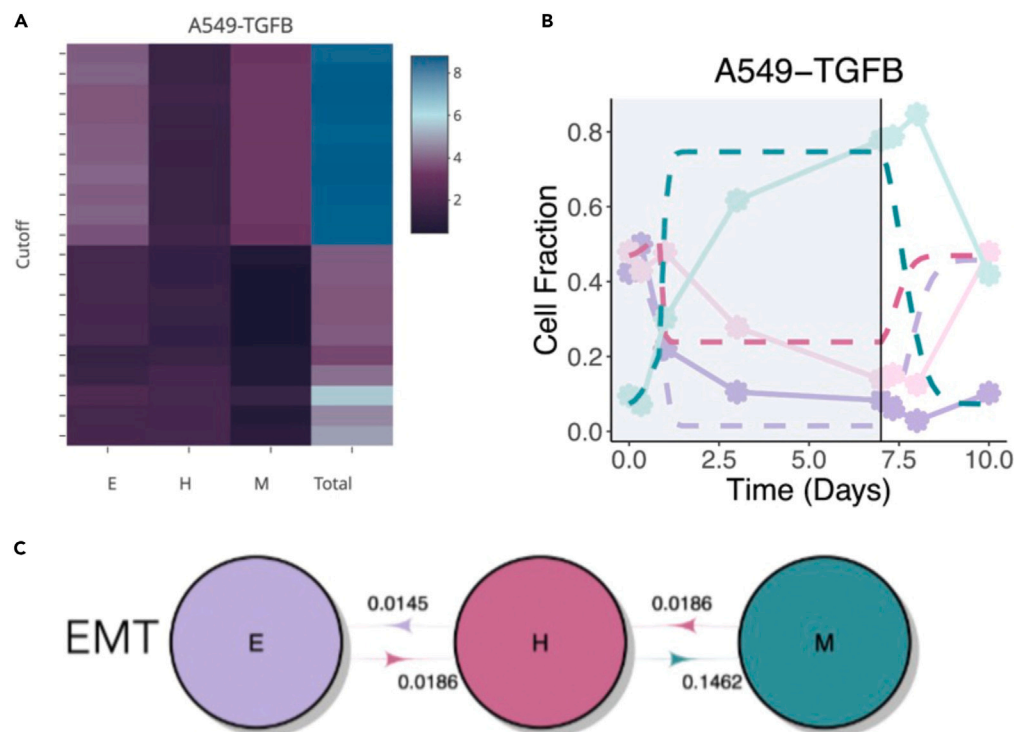 A
A549-TGFB
Cutoff
8
6
4
2
E H M Total
B
A549-TGFB
Cell Fraction
0.8
0.6
0.4
0.2
0.0
0.0 2.5 5.0 7.5 10.0
Time (Days)
C
EMT
E
0.0145
0.0186
H
0.0186
0.1462
M